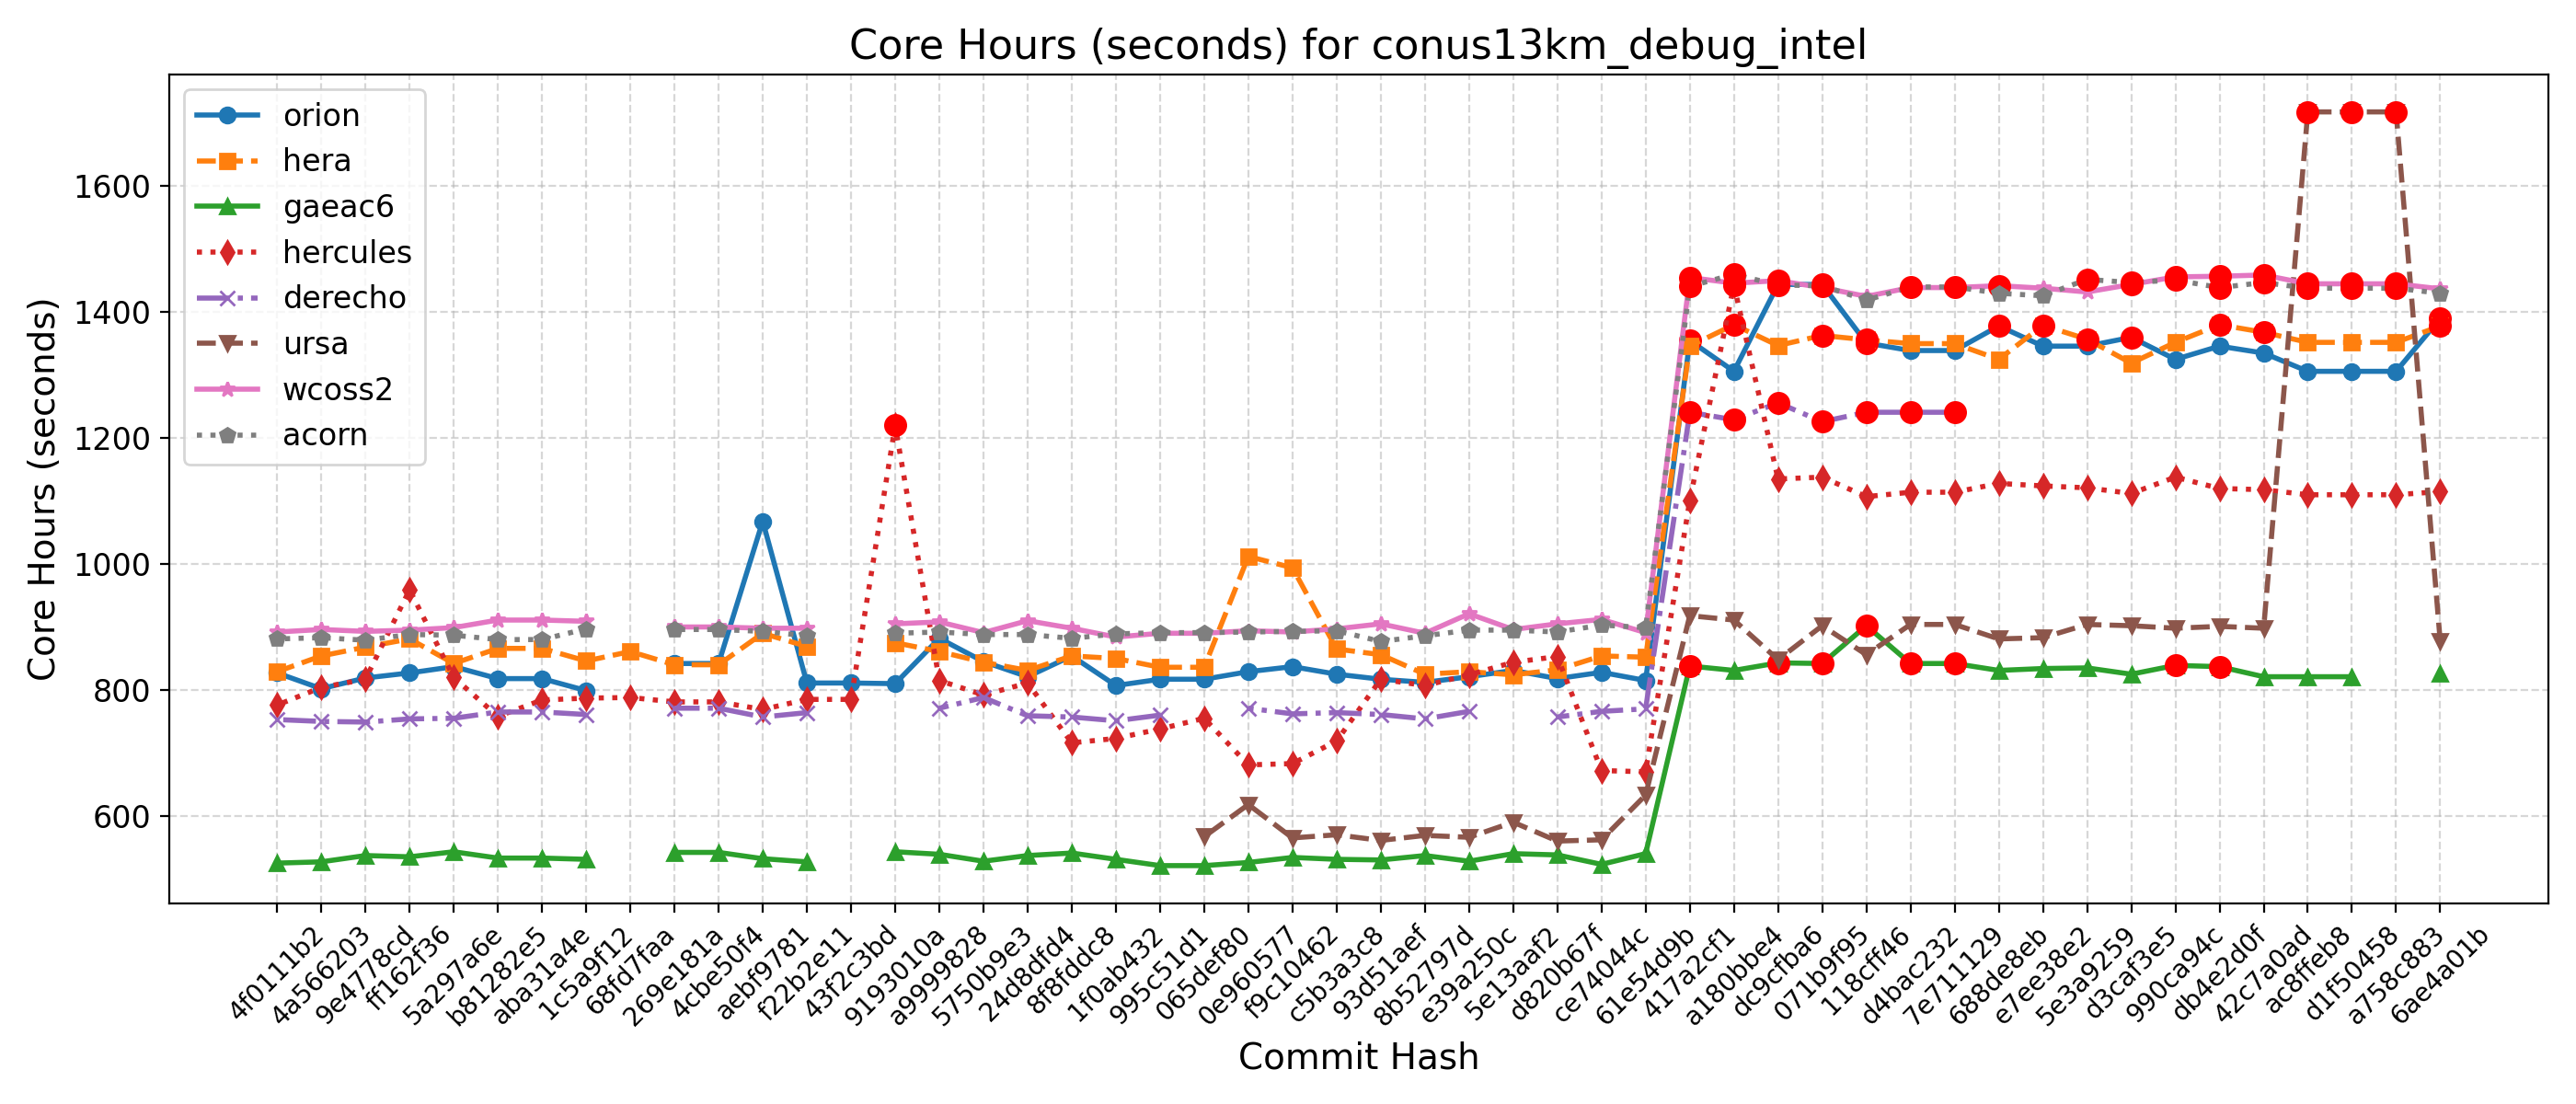 Core Hours (seconds) for conus13km_debug_intel
orion
hera
gaeac6
hercules
derecho
ursa
wcoss2
acorn
Core Hours (seconds)
1600
1400
1200
1000
800
600
4f0111b2
4a566203
9e4778cd
ff162f36
5a297a6e
b81282e5
aba31a4e
1c5a9f12
68fd7faa
269e181a
4cbe50f4
aebf9781
f22b2e11
43f2c3bd
9193010a
a9999828
5750b9e3
24d8dfd4
8f8fddc8
1f0ab432
995c51d1
065def80
0e960577
f9c10462
c5b3a3c8
93d51aef
8b52797d
e39a250c
5e13aaf2
d820b67f
ce74044c
61e54d9b
417a2cf1
a180bbe4
dc9cfba6
071b9f95
118cff46
d4bac232
7e711129
688de8eb
e7ee38e2
5e3a9259
d3caf3e5
990ca94c
db4e2d0f
42c7a0ad
ac8ffeb8
d1f50458
a758c883
6ae4a01b
Commit Hash